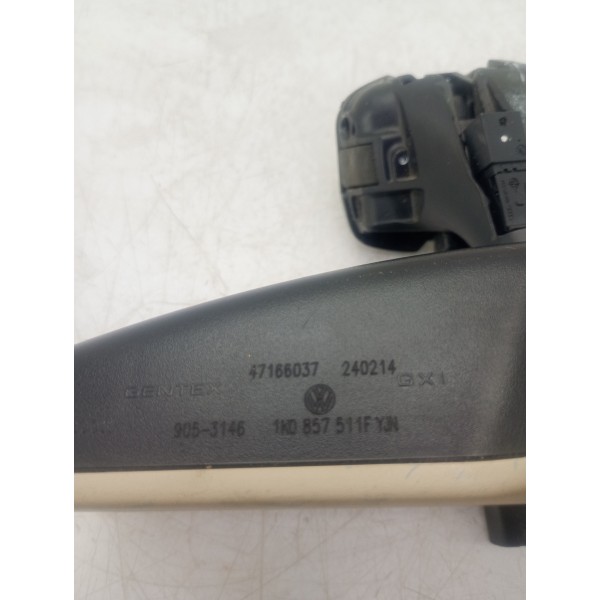 47166037 240214
GENTEX GX1
905-3146 1K0 857 511F YJN